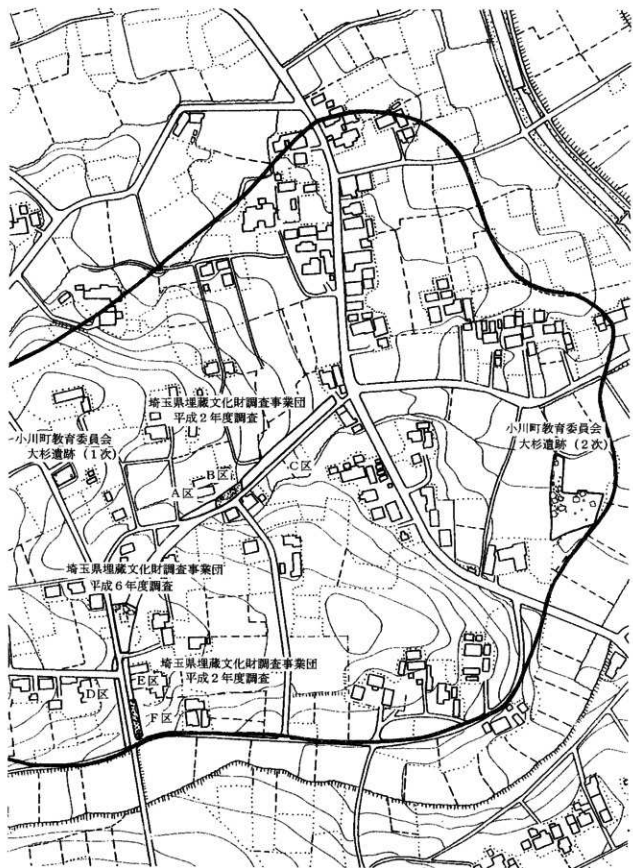 埼玉県埋蔵文化財調査事業団
平成2年度調査
小川町教育委員会
大杉遺跡(1次)
小川町教育委員会
大杉遺跡(2次)
B区
C区
A区
埼玉県埋蔵文化財調査事業団
平成6年度調査
埼玉県埋蔵文化財調査事業団
平成2年度調査
E区
D区
F区